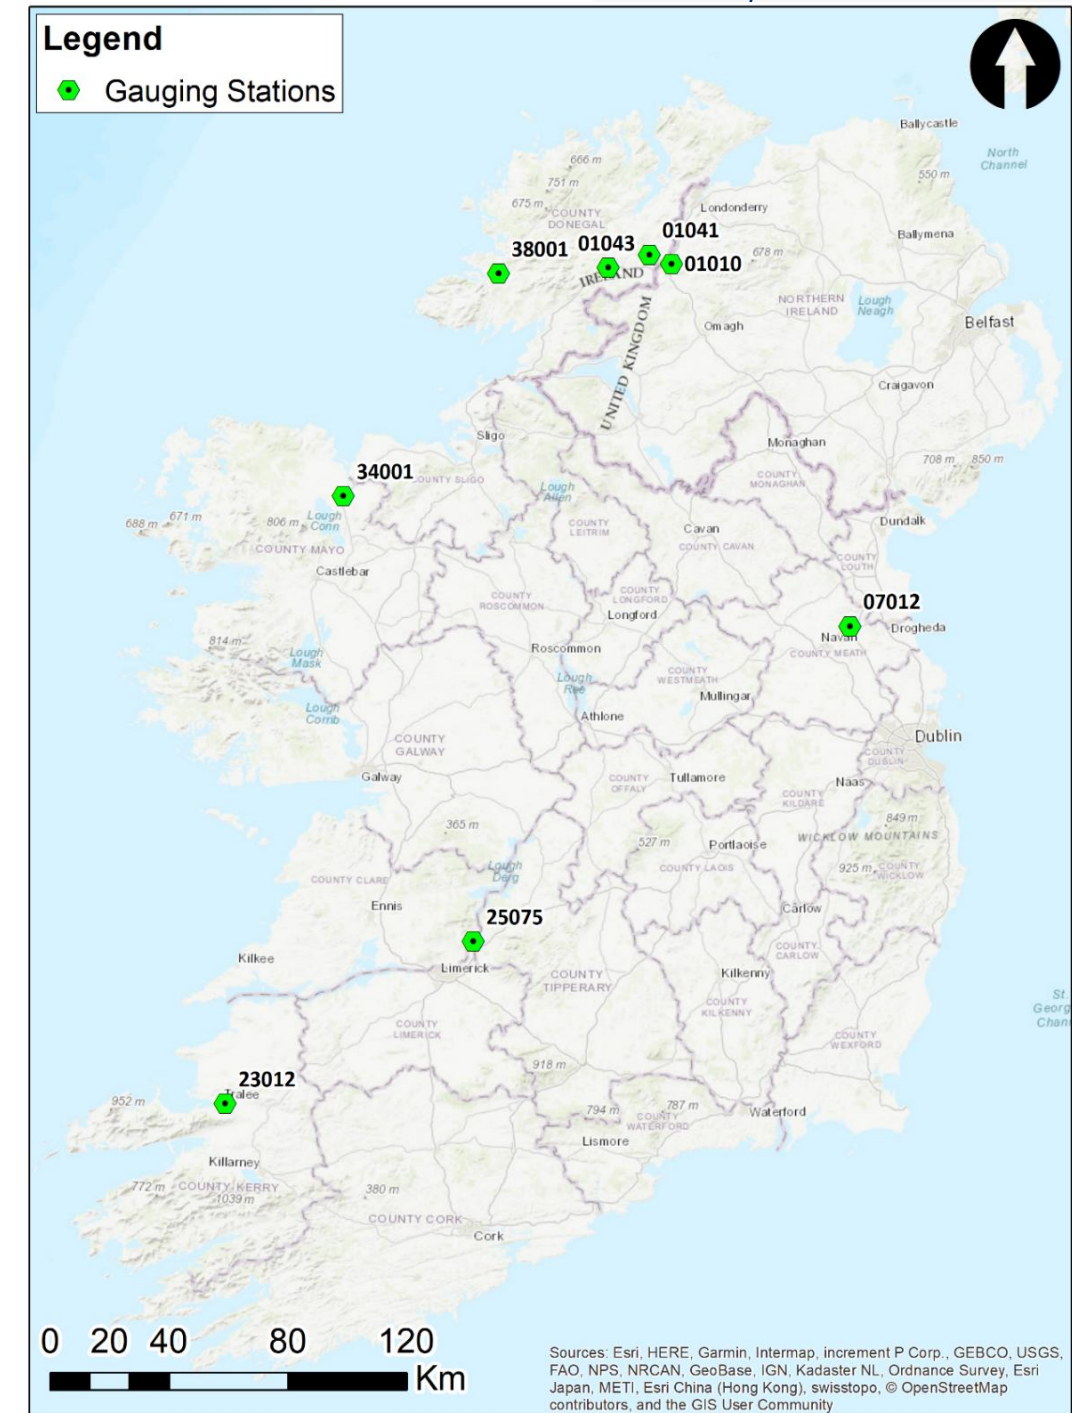 Legend
Gauging Stations
Ballycastle
North
Channel
666 m
550 m
751 m
675 m
COUNTY
DONEGAL
Londonderry
Ballymena
01041
01043
38001
678 m
01010
IRELAND
NORTHERN
IRELAND
Lough
Neagh
Belfast
Omagh
UNITED KINGDOM
Craigavon
Sligo
Monaghan
708 m
850 m
34001
COUNTY SLIGO
COUNTY
MONAGHAN
Lough
Allen
688 m
671 m
806 m
Lough
Conn
COUNTY
LEITRIM
Cavan
Dundalk
COUNTY MAYO
COUNTY CAVAN
COUNTY
LOUTH
Castlebar
COUNTY
ROSCOMMON
COUNTY
LONGFORD
07012
Longford
Drogheda
Navan
814 m
Roscommon
COUNTY MEATH
Lough
Mask
COUNTY
WESTMEATH
Lough
Ree
Mullingar
Lough
Corrib
Athlone
COUNTY
GALWAY
Dublin
COUNTY
DUBLIN
Galway
COUNTY
OFFALY
Tullamore
Naas
COUNTY
KILDARE
365 m
849 m
527 m
Portlaoise
WICKLOW MOUNTAINS
Lough
Derg
COUNTY LAOIS
925 m
COUNTY
WICKLOW
COUNTY CLARE
Ennis
25075
Carlow
COUNTY
CARLOW
Kilkee
Limerick
COUNTY
TIPPERARY
Kilkenny
St.
Georg
Chan
COUNTY
KILKENNY
COUNTY
LIMERICK
COUNTY
WEXFORD
918 m
23012
Tralee
952 m
794 m
787 m
COUNTY
WATERFORD
Waterford
Lismore
Killarney
772 m
COUNTY KERRY
1039 m
380 m
COUNTY CORK
Cork
0 20 40 80 120
Km
Sources: Esri, HERE, Garmin, Intermap, increment P Corp., GEBCO, USGS,
FAO, NPS, NRCAN, GeoBase, IGN, Kadaster NL, Ordnance Survey, Esri
Japan, METI, Esri China (Hong Kong), swisstopo, © OpenStreetMap
contributors, and the GIS User Community